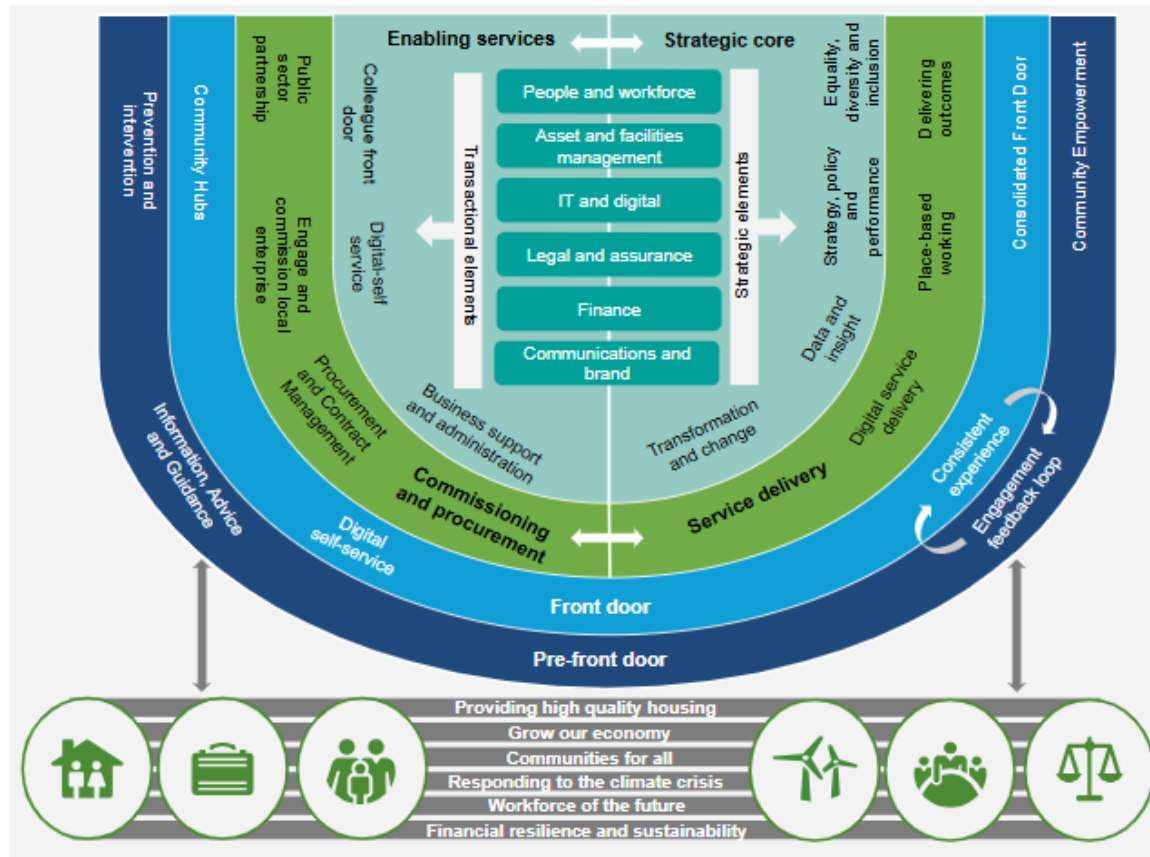 Enabling services
Strategic core
People and workforce
Asset and facilities
management
IT and digital
Legal and assurance
Finance
Communications and
brand
Transactional elements
Strategic elements
Colleague front
door
Digital-self
service
Business support
and administration
Equality,
diversity and
inclusion
Strategy, policy
and
performance
Data and
insight
Transformation
and change
Public
sector
partnership
Engage and
commission local
enterprise
Procurement
and Contract
Management
Commissioning
and procurement
Delivering
outcomes
Place-based
working
Digital service
delivery
Service delivery
Community Hubs
Digital
self-service
Front door
Consolidated Front Door
Consistent
experience
Prevention and
intervention
Information, Advice
and Guidance
Pre-front door
Community Empowerment
Engagement
feedback loop
Providing high quality housing
Grow our economy
Communities for all
Responding to the climate crisis
Workforce of the future
Financial resilience and sustainability